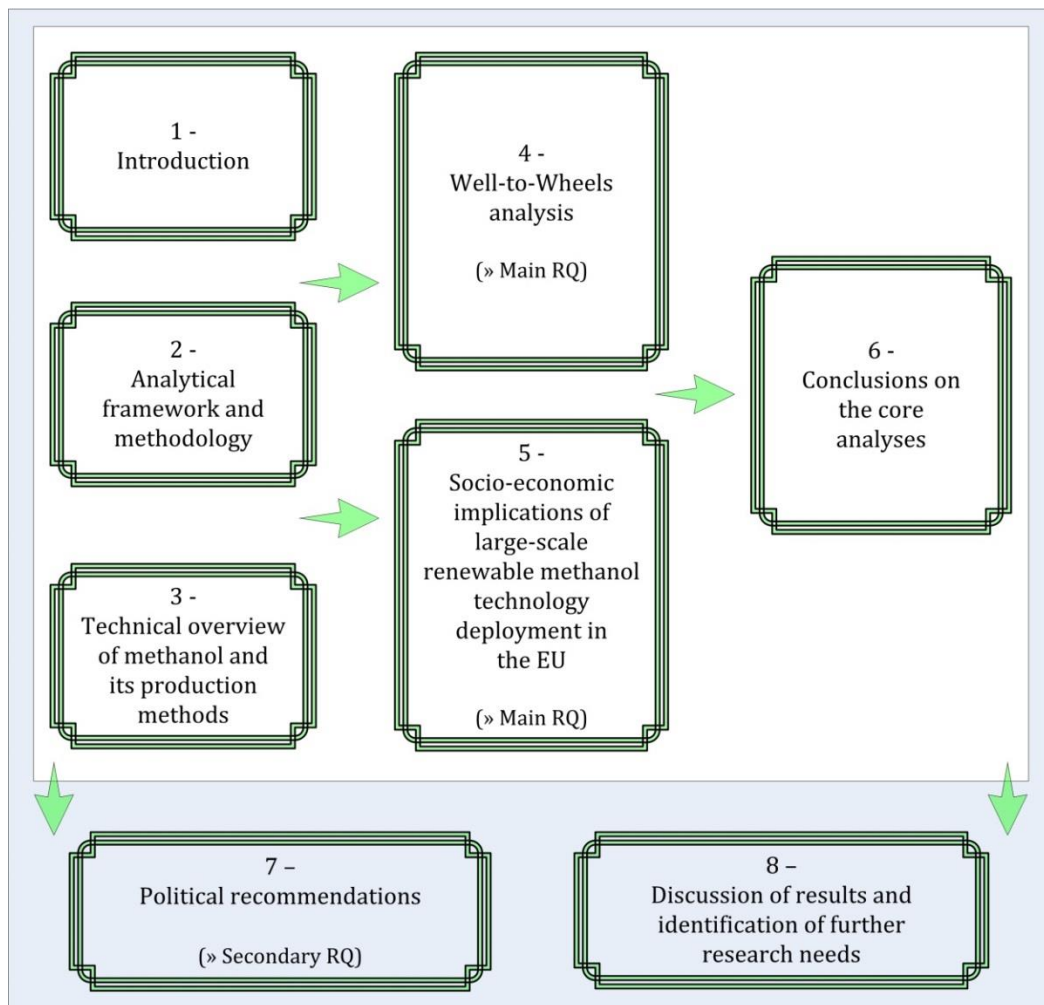 1 -
Introduction
2 -
Analytical
framework and
methodology
3 -
Technical overview
of methanol and
its production
methods
4 -
Well-to-Wheels
analysis
(» Main RQ)
5 -
Socio-economic
implications of
large-scale
renewable methanol
technology
deployment in
the EU
(» Main RQ)
6 -
Conclusions on
the core
analyses
7 –
Political recommendations
(» Secondary RQ)
8 –
Discussion of results and
identification of further
research needs